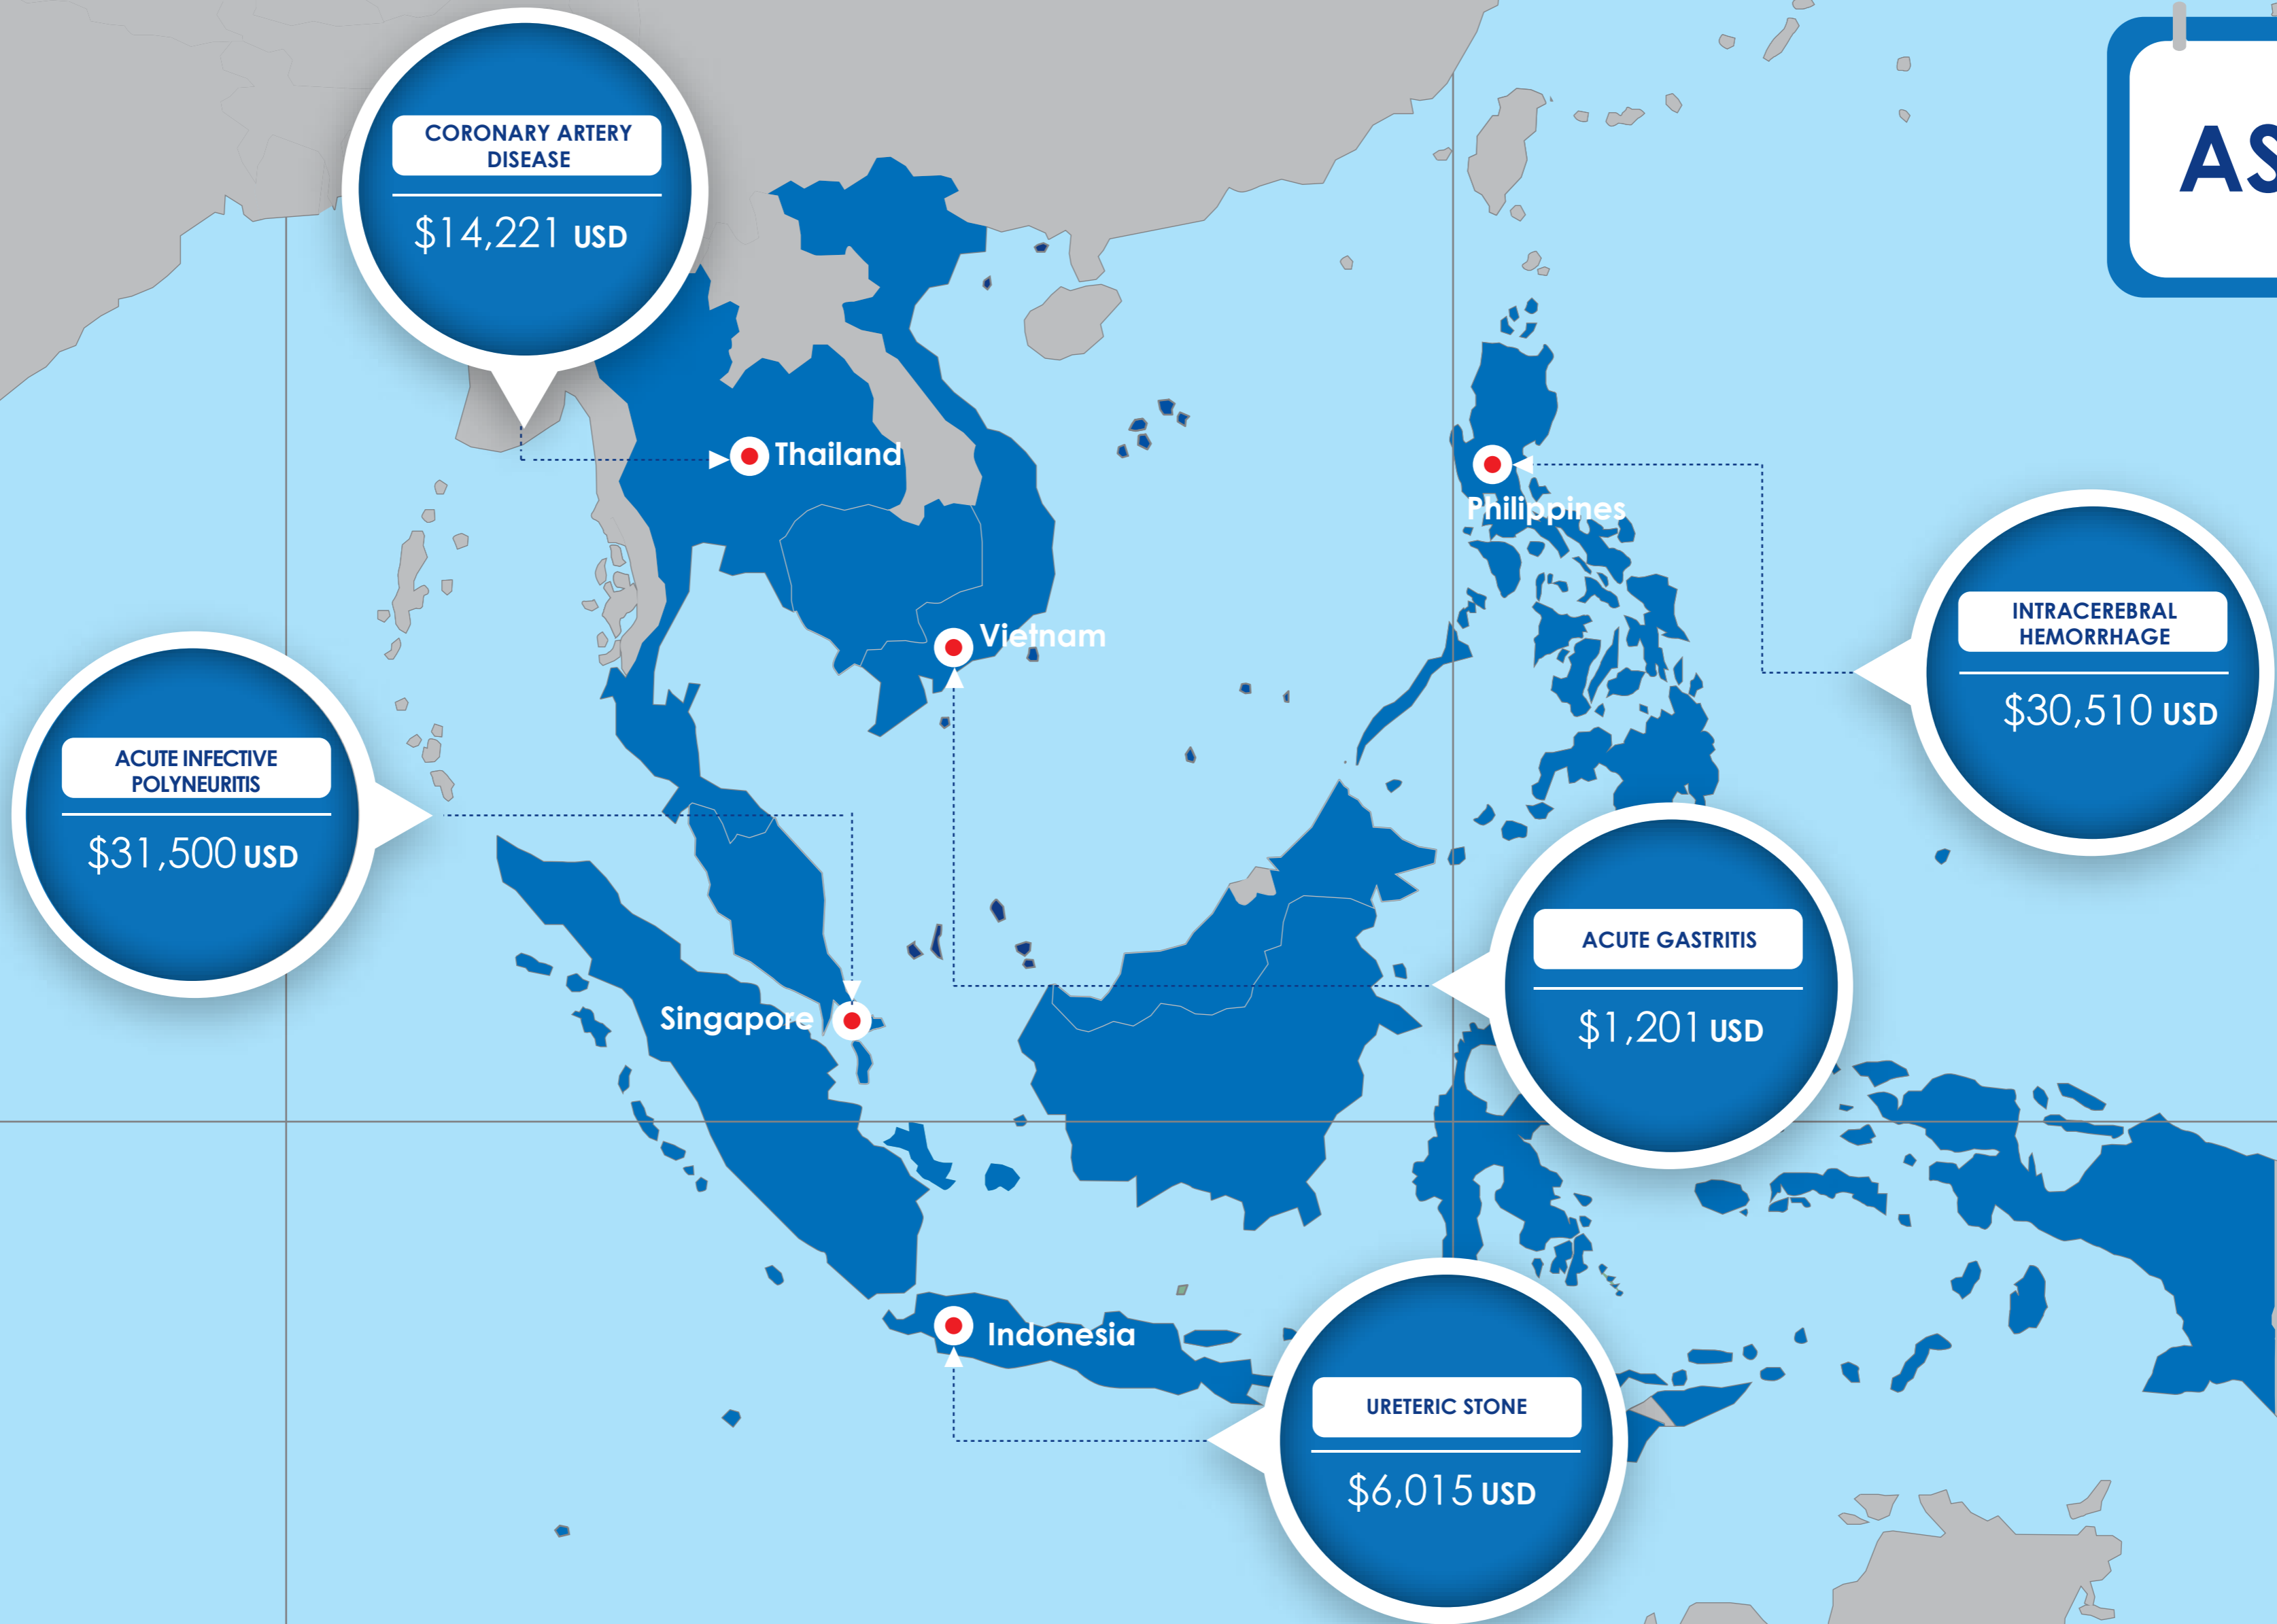 CORONARY ARTERY
DISEASE
$14,221 USD
AS
Thailand
Philippines
INTRACEREBRAL
HEMORRHAGE
$30,510 USD
Vietnam
ACUTE INFECTIVE
POLYNEURITIS
$31,500 USD
ACUTE GASTRITIS
$1,201 USD
Singapore
Indonesia
URETERIC STONE
$6,015 USD